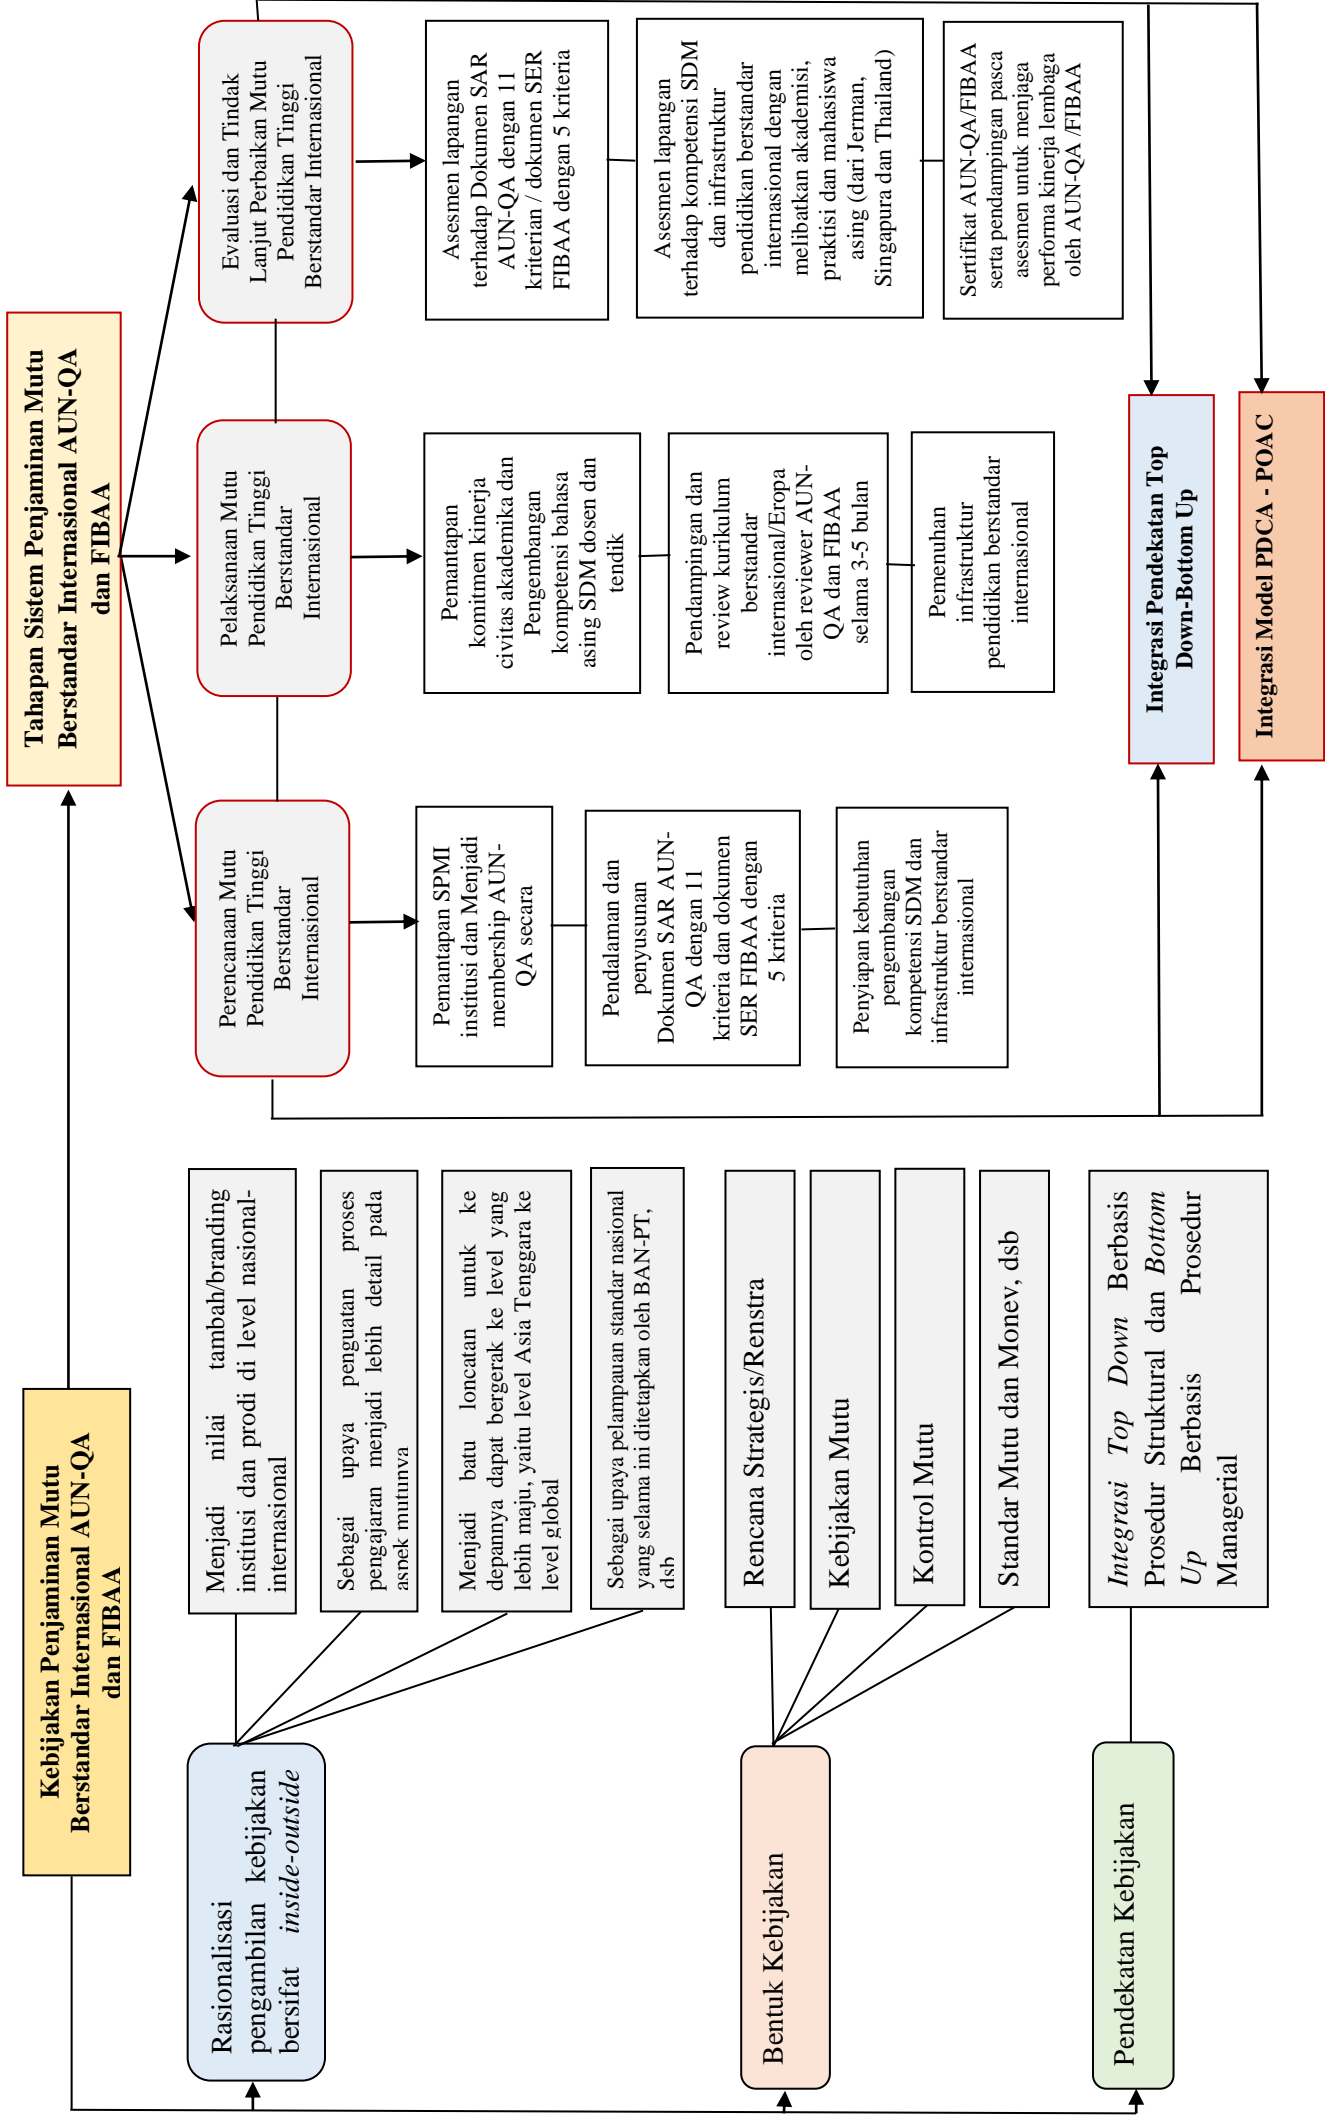 Kebijakan Penjaminan Mutu
Berstandar Internasional AUN-QA
dan FIBAA
Rasionalisasi
pengambilan kebijakan
bersifat inside-outside
Menjadi nilai tambah/branding
institusi dan prodi di level nasional-
internasional
Sebagai upaya penguatan proses
pengajaran menjadi lebih detail pada
aspek mutunya
Menjadi batu loncatan untuk ke
depannya dapat bergerak ke level yang
lebih maju, yaitu level Asia Tenggara ke
level global
Sebagai upaya pelampauan standar nasional
yang selama ini ditetapkan oleh BAN-PT,
dsb
Bentuk Kebijakan
Rencana Strategis/Renstra
Kebijakan Mutu
Kontrol Mutu
Standar Mutu dan Monev, dsb
Pendekatan Kebijakan
Integrasi Top Down Berbasis
Prosedur Struktural dan Bottom
Up Berbasis Prosedur
Managerial
Tahapan Sistem Penjaminan Mutu
Berstandar Internasional AUN-QA
dan FIBAA
Perencanaan Mutu
Pendidikan Tinggi
Berstandar
Internasional
Pemantapan SPMI
institusi dan Menjadi
membership AUN-
QA secara
Pendalaman dan
penyusunan
Dokumen SAR AUN-
QA dengan 11
kriteria dan dokumen
SER FIBAA dengan
5 kriteria
Penyiapan kebutuhan
pengembangan
kompetensi SDM dan
infrastruktur berstandar
internasional
Pelaksanaan Mutu
Pendidikan Tinggi
Berstandar
Internasional
Pemantapan
komitmen kinerja
civitas akademika dan
Pengembangan
kompetensi bahasa
asing SDM dosen dan
tendik
Pendampingan dan
review kurikulum
berstandar
internasional/Eropa
oleh reviewer AUN-
QA dan FIBAA
selama 3-5 bulan
Pemenuhan
infrastruktur
pendidikan berstandar
internasional
Evaluasi dan Tindak
Lanjut Perbaikan Mutu
Pendidikan Tinggi
Berstandar Internasional
Asesmen lapangan
terhadap Dokumen SAR
AUN-QA dengan 11
kriterian / dokumen SER
FIBAA dengan 5 kriteria
Asesmen lapangan
terhadap kompetensi SDM
dan infrastruktur
pendidikan berstandar
internasional dengan
melibatkan akademisi,
praktisi dan mahasiswa
asing (dari Jerman,
Singapura dan Thailand)
Sertifikat AUN-QA/FIBAA
serta pendampingan pasca
asesmen untuk menjaga
performa kinerja lembaga
oleh AUN-QA /FIBAA
Integrasi Pendekatan Top
Down-Bottom Up
Integrasi Model PDCA - POAC